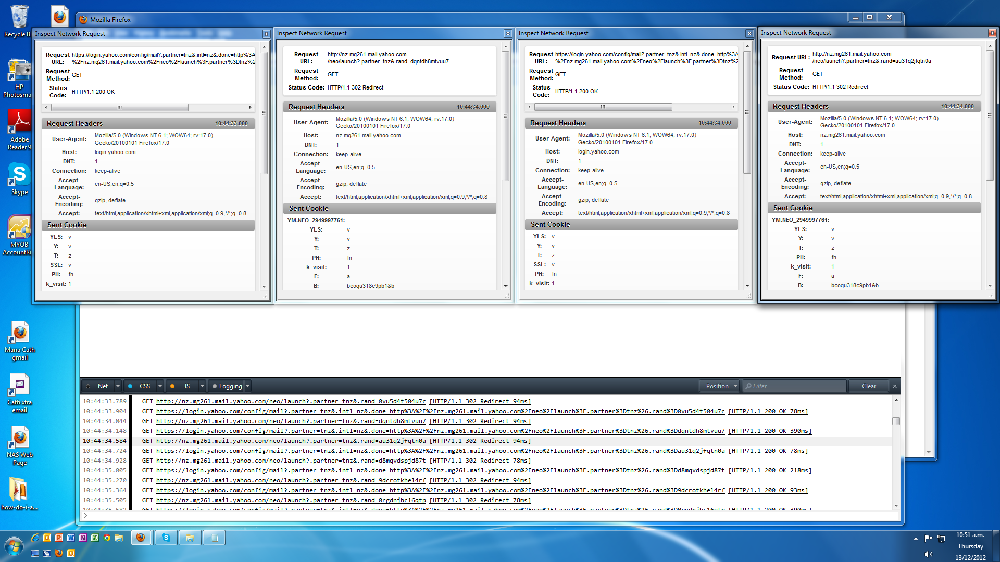 Mozilla Firefox
Recycle Bi
HP
Photosma
Adobe
Reader 9
Skype
MYOB
AccountRi
Mana Cath
gmail
Cath xtra
email
NAS Web
Page
how-do-i-a...
Inspect Network Request
Request URL: https://login.yahoo.com/config/mail?.partner=tnz&.intl=nz&.done=http%3A
%2Fnz.mg261.mail.yahoo.com%2Fneo%2Flaunch%3F.partner%3Dtnz%2
Request Method: GET
Status Code: HTTP/1.1 200 OK
Request Headers 10:44:33.000
User-Agent: Mozilla/5.0 (Windows NT 6.1; WOW64; rv:17.0)
Gecko/20100101 Firefox/17.0
Host: login.yahoo.com
DNT: 1
Connection: keep-alive
Accept-Language: en-US,en;q=0.5
Accept-Encoding: gzip, deflate
Accept: text/html,application/xhtml+xml,application/xml;q=0.9,*/*;q=0.8
Sent Cookie
YLS: v
Y: v
T: z
SSL: v
PH: fn
k_visit: 1
Inspect Network Request
Request URL: http://nz.mg261.mail.yahoo.com
/neo/launch?.partner=tnz&.rand=dqntdh8mtvuu7
Request Method: GET
Status Code: HTTP/1.1 302 Redirect
Request Headers 10:44:34.000
User-Agent: Mozilla/5.0 (Windows NT 6.1; WOW64; rv:17.0)
Gecko/20100101 Firefox/17.0
Host: nz.mg261.mail.yahoo.com
DNT: 1
Connection: keep-alive
Accept-Language: en-US,en;q=0.5
Accept-Encoding: gzip, deflate
Accept: text/html,application/xhtml+xml,application/xml;q=0.9,*/*;q=0.8
Sent Cookie
YM.NEO_2949997761:
YLS: v
Y: v
T: z
PH: fn
k_visit: 1
F: a
B: bcoqu318c9pb1&b
Inspect Network Request
Request URL: https://login.yahoo.com/config/mail?.partner=tnz&.intl=nz&.done=http%3A
%2Fnz.mg261.mail.yahoo.com%2Fneo%2Flaunch%3F.partner%3Dtnz%2
Request Method: GET
Status Code: HTTP/1.1 200 OK
Request Headers 10:44:34.000
User-Agent: Mozilla/5.0 (Windows NT 6.1; WOW64; rv:17.0)
Gecko/20100101 Firefox/17.0
Host: login.yahoo.com
DNT: 1
Connection: keep-alive
Accept-Language: en-US,en;q=0.5
Accept-Encoding: gzip, deflate
Accept: text/html,application/xhtml+xml,application/xml;q=0.9,*/*;q=0.8
Sent Cookie
YLS: v
Y: v
T: z
SSL: v
PH: fn
k_visit: 1
Inspect Network Request
Request URL: http://nz.mg261.mail.yahoo.com
/neo/launch?.partner=tnz&.rand=au31q2jfqtn0a
Request Method: GET
Status Code: HTTP/1.1 302 Redirect
Request Headers 10:44:34.000
User-Agent: Mozilla/5.0 (Windows NT 6.1; WOW64; rv:17.0)
Gecko/20100101 Firefox/17.0
Host: nz.mg261.mail.yahoo.com
DNT: 1
Connection: keep-alive
Accept-Language: en-US,en;q=0.5
Accept-Encoding: gzip, deflate
Accept: text/html,application/xhtml+xml,application/xml;q=0.9,*/*;q=0.8
Sent Cookie
YM.NEO_2949997761:
YLS: v
Y: v
T: z
PH: fn
k_visit: 1
F: a
B: bcoqu318c9pb1&b
Net CSS JS Logging Position Filter Clear
10:44:33.789 GET http://nz.mg261.mail.yahoo.com/neo/launch?.partner=tnz&.rand=0vu5d4t504u7c [HTTP/1.1 302 Redirect 94ms]
10:44:33.904 GET https://login.yahoo.com/config/mail?.partner=tnz&.intl=nz&.done=http%3A%2F%2Fnz.mg261.mail.yahoo.com%2Fneo%2Flaunch%3F.partner%3Dtnz%26.rand%3D0vu5d4t504u7c [HTTP/1.1 200 OK 78ms]
10:44:34.044 GET http://nz.mg261.mail.yahoo.com/neo/launch?.partner=tnz&.rand=dqntdh8mtvuu7 [HTTP/1.1 302 Redirect 94ms]
10:44:34.148 GET https://login.yahoo.com/config/mail?.partner=tnz&.intl=nz&.done=http%3A%2F%2Fnz.mg261.mail.yahoo.com%2Fneo%2Flaunch%3F.partner%3Dtnz%26.rand%3Ddqntdh8mtvuu7 [HTTP/1.1 200 OK 390ms]
10:44:34.584 GET http://nz.mg261.mail.yahoo.com/neo/launch?.partner=tnz&.rand=au31q2jfqtn0a [HTTP/1.1 302 Redirect 94ms]
10:44:34.724 GET https://login.yahoo.com/config/mail?.partner=tnz&.intl=nz&.done=http%3A%2F%2Fnz.mg261.mail.yahoo.com%2Fneo%2Flaunch%3F.partner%3Dtnz%26.rand%3Dau31q2jfqtn0a [HTTP/1.1 200 OK 78ms]
10:44:34.928 GET http://nz.mg261.mail.yahoo.com/neo/launch?.partner=tnz&.rand=d8mqvdspjd87t [HTTP/1.1 302 Redirect 78ms]
10:44:35.005 GET https://login.yahoo.com/config/mail?.partner=tnz&.intl=nz&.done=http%3A%2F%2Fnz.mg261.mail.yahoo.com%2Fneo%2Flaunch%3F.partner%3Dtnz%26.rand%3Dd8mqvdspjd87t [HTTP/1.1 200 OK 218ms]
10:44:35.270 GET http://nz.mg261.mail.yahoo.com/neo/launch?.partner=tnz&.rand=9dcrotkhel4rf [HTTP/1.1 302 Redirect 94ms]
10:44:35.364 GET https://login.yahoo.com/config/mail?.partner=tnz&.intl=nz&.done=http%3A%2F%2Fnz.mg261.mail.yahoo.com%2Fneo%2Flaunch%3F.partner%3Dtnz%26.rand%3D9dcrotkhel4rf [HTTP/1.1 200 OK 93ms]
10:44:35.505 GET http://nz.mg261.mail.yahoo.com/neo/launch?.partner=tnz&.rand=0rgdnjbc16qtp [HTTP/1.1 302 Redirect 78ms]
10:44:35.582 GET https://login.yahoo.com/config/mail?.partner=tnz&.intl=nz&.done=http%3A%2F%2Fnz.mg261.mail.yahoo.com%2Fneo%2Flaunch%3F.partner%3Dtnz%26.rand%3D0rgdnjbc16qtp [HTTP/1.1 200 OK 390ms]
10:51 a.m.
Thursday
13/12/2012